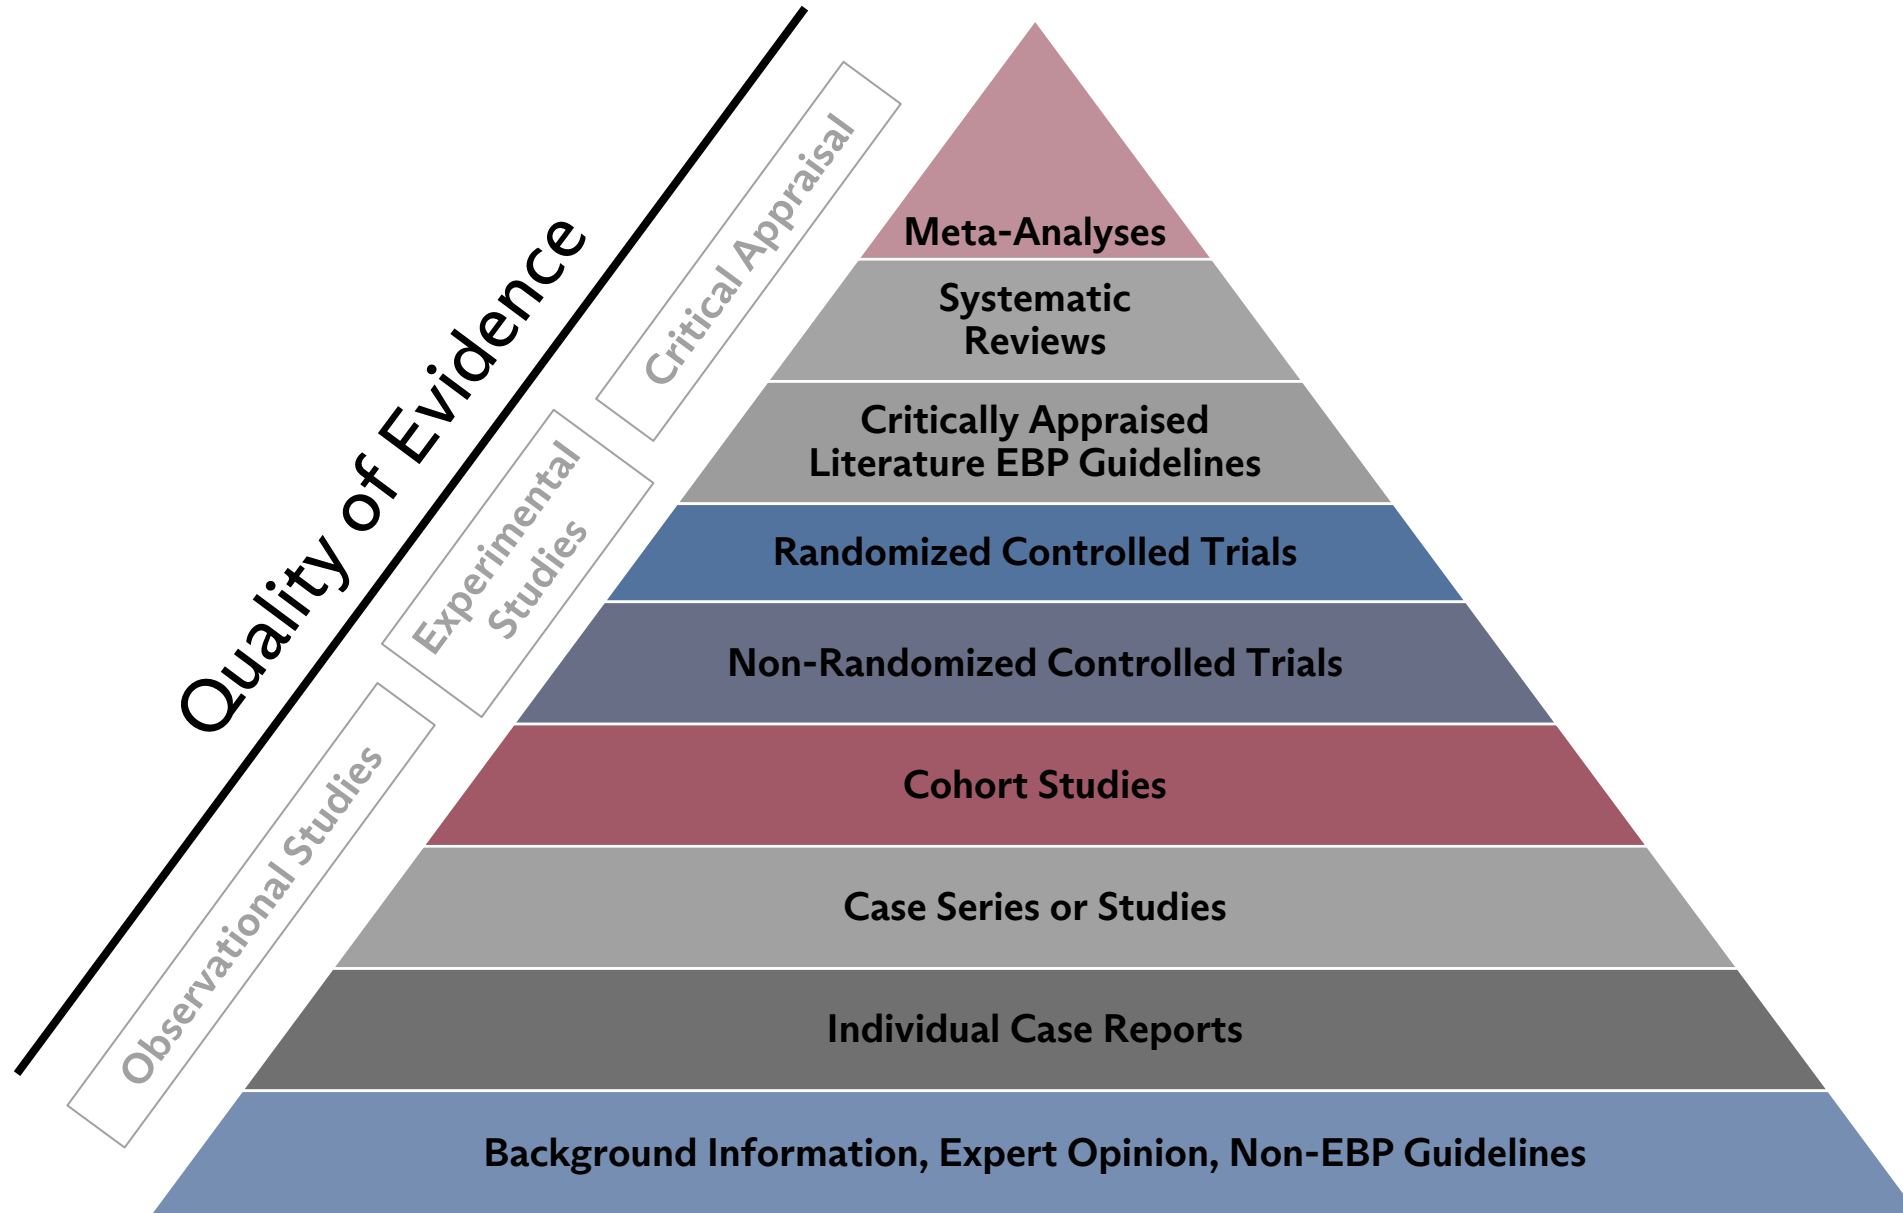 Quality of Evidence
Critical Appraisal
Experimental
Studies
Observational Studies
Meta-Analyses
Systematic
Reviews
Critically Appraised
Literature EBP Guidelines
Randomized Controlled Trials
Non-Randomized Controlled Trials
Cohort Studies
Case Series or Studies
Individual Case Reports
Background Information, Expert Opinion, Non-EBP Guidelines